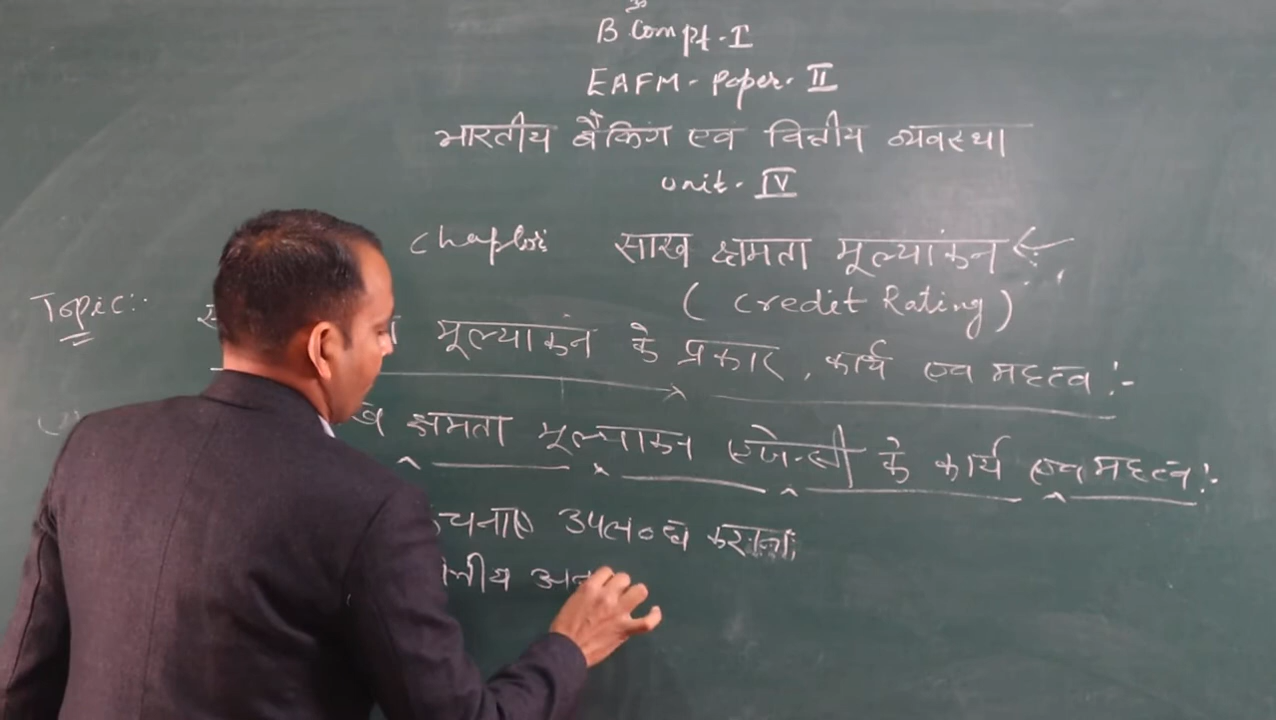 B Com pt-I
EAFM - Paper - II
भारतीय बैंकिंग एवं वित्तीय व्यवस्था
Unit - IV
Chapter साख क्षमता मूल्यांकन
(Credit Rating)
Topic:- मूल्यांकन के प्रकार, कार्य एवं महत्व :-
क्षमता मूल्यांकन एजेन्सी के कार्य एवं महत्व :-
उपलब्ध कराना